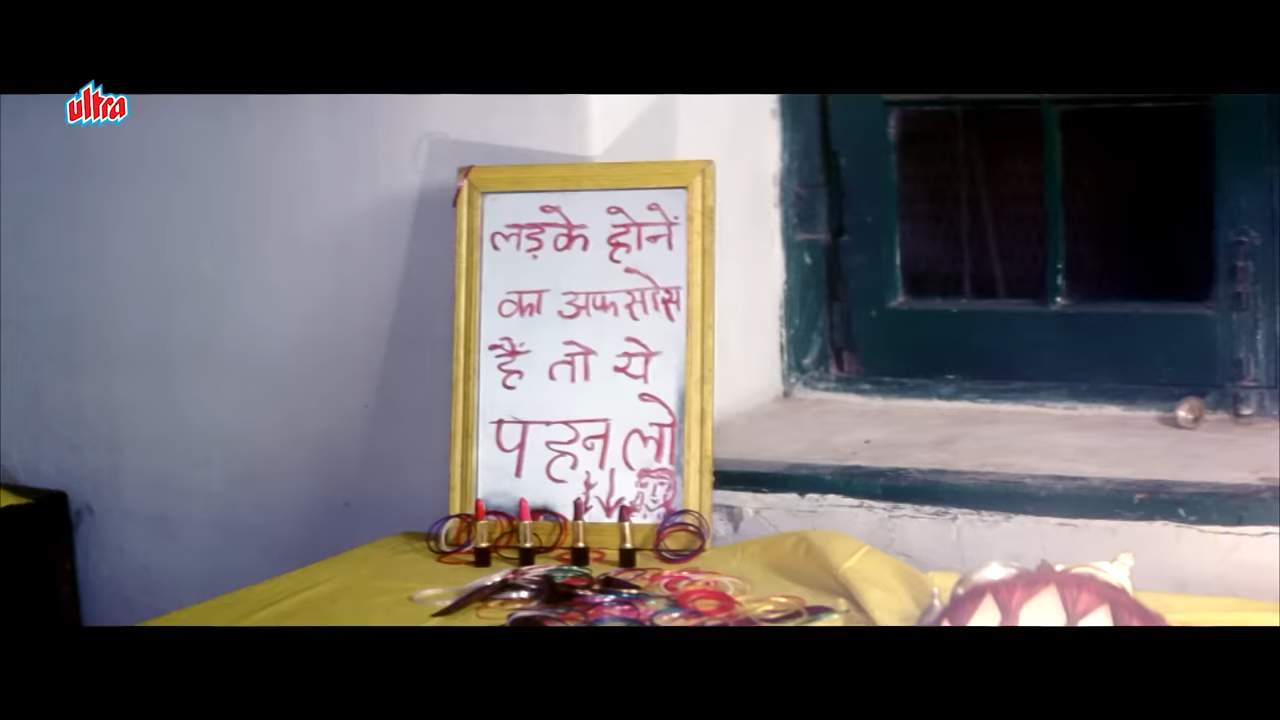 ultra
लड़के होनें
का अफसोस
हैं तो ये
पहन लो